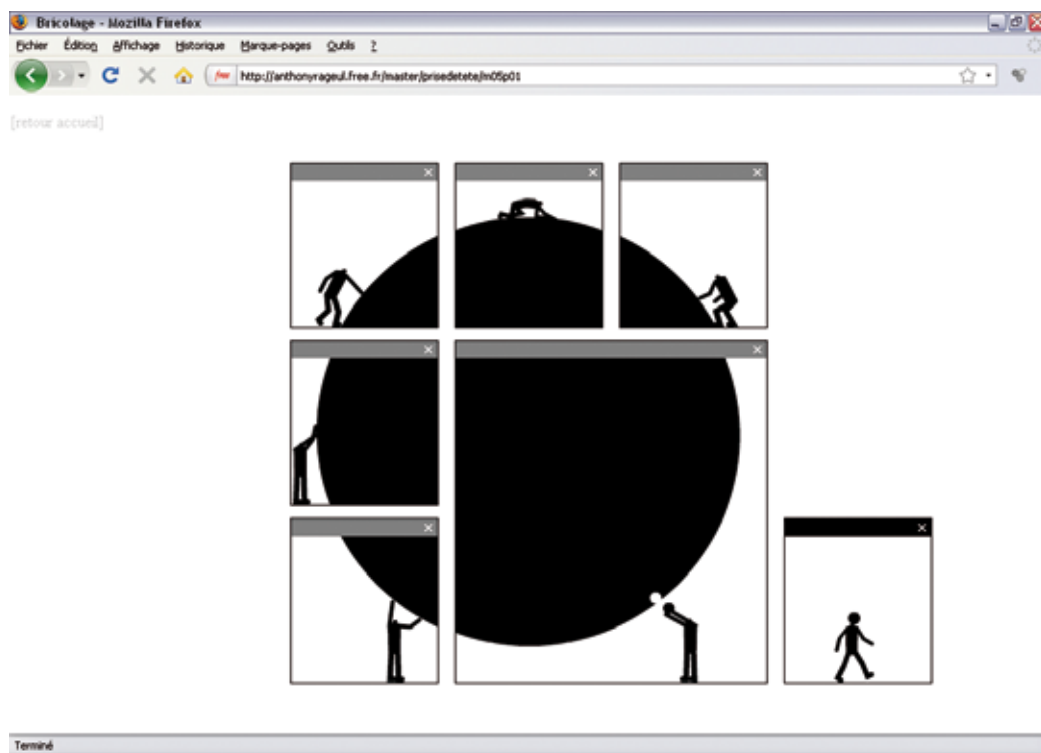 Bricolage - Mozilla Firefox
Fichier Édition Affichage Historique Marque-pages Outils ?
http://anthonyrageul.free.fr/master/prisedetete/m05p01
[retour accueil]
Terminé